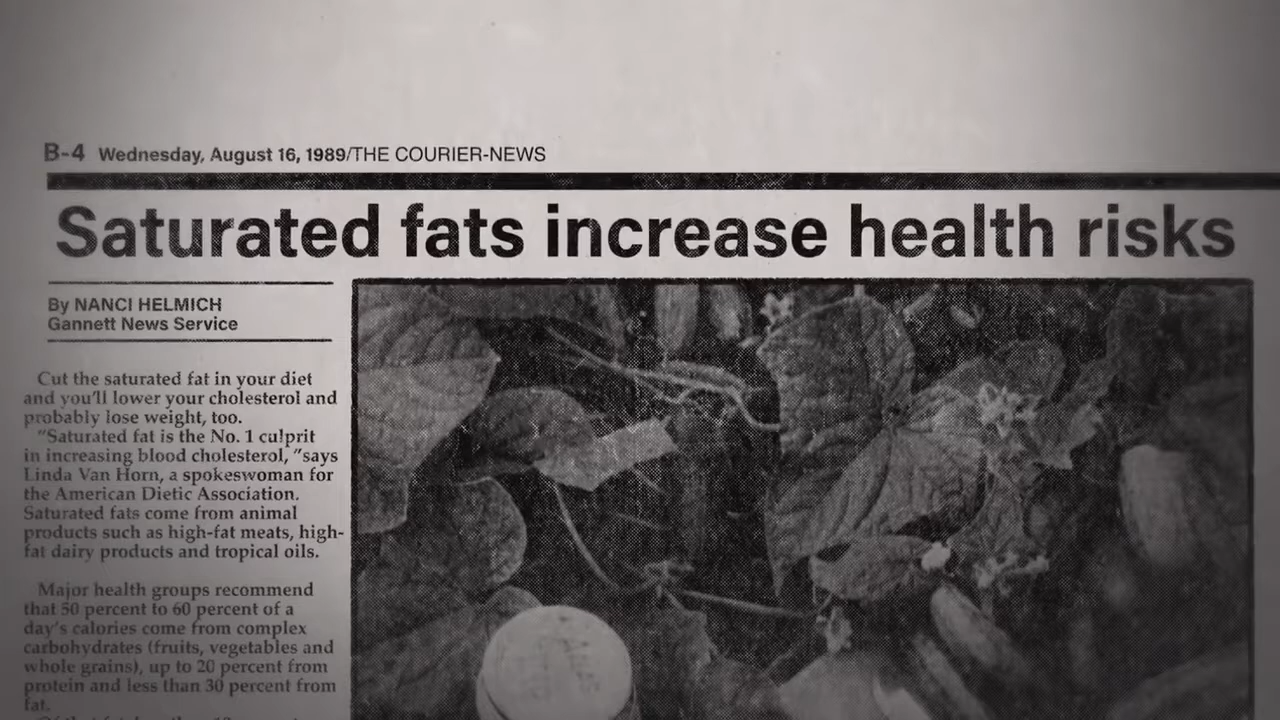 B-4 Wednesday, August 16, 1989/THE COURIER-NEWS
Saturated fats increase health risks
By NANCI HELMICH
Gannett News Service
Cut the saturated fat in your diet
and you'll lower your cholesterol and
probably lose weight, too.
"Saturated fat is the No. 1 culprit
in increasing blood cholesterol, "says
Linda Van Horn, a spokeswoman for
the American Dietic Association.
Saturated fats come from animal
products such as high-fat meats, high-
fat dairy products and tropical oils.
Major health groups recommend
that 50 percent to 60 percent of a
day's calories come from complex
carbohydrates (fruits, vegetables and
whole grains), up to 20 percent from
protein and less than 30 percent from
fat.